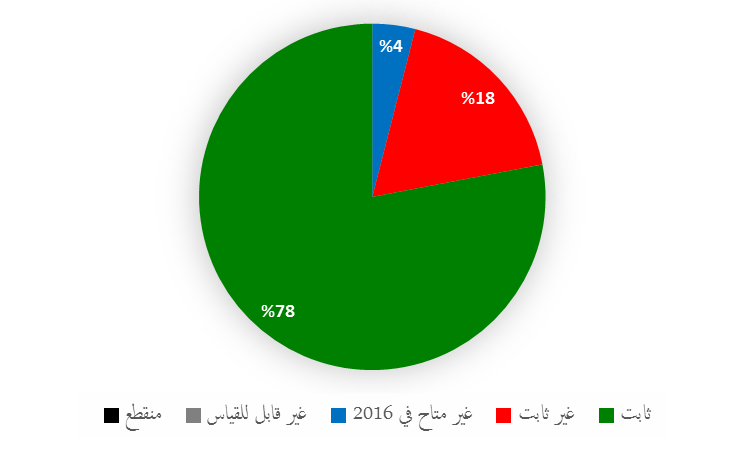 %4
%18
%78
ثابت
غير ثابت
غير متاح في 2016
غير قابل للقياس
منقطع